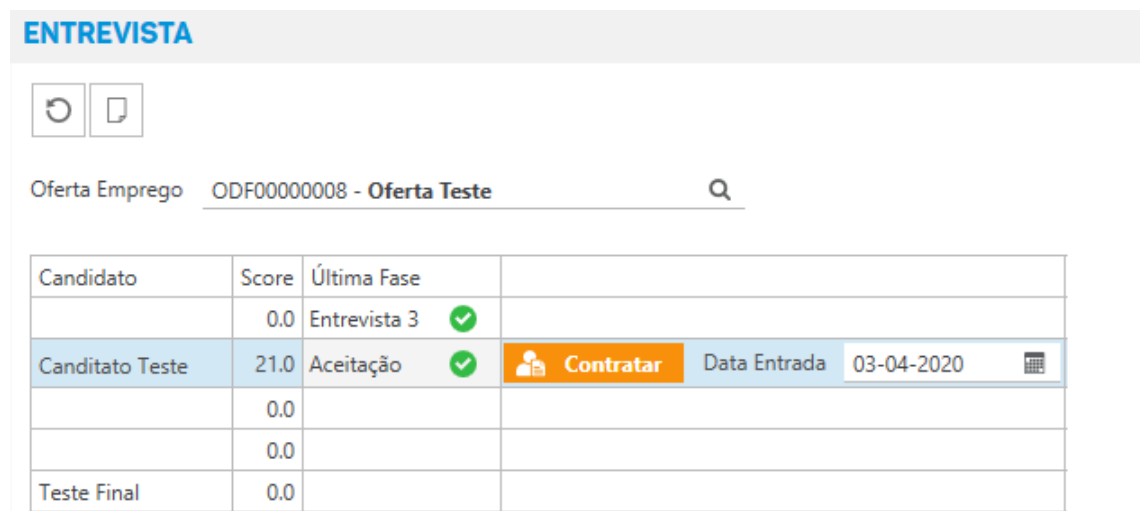 ENTREVISTA
Oferta Emprego ODF00000008 - Oferta Teste
Candidato Score Última Fase
0.0 Entrevista 3
Canditato Teste 21.0 Aceitação Contratar Data Entrada 03-04-2020
0.0
0.0
Teste Final 0.0